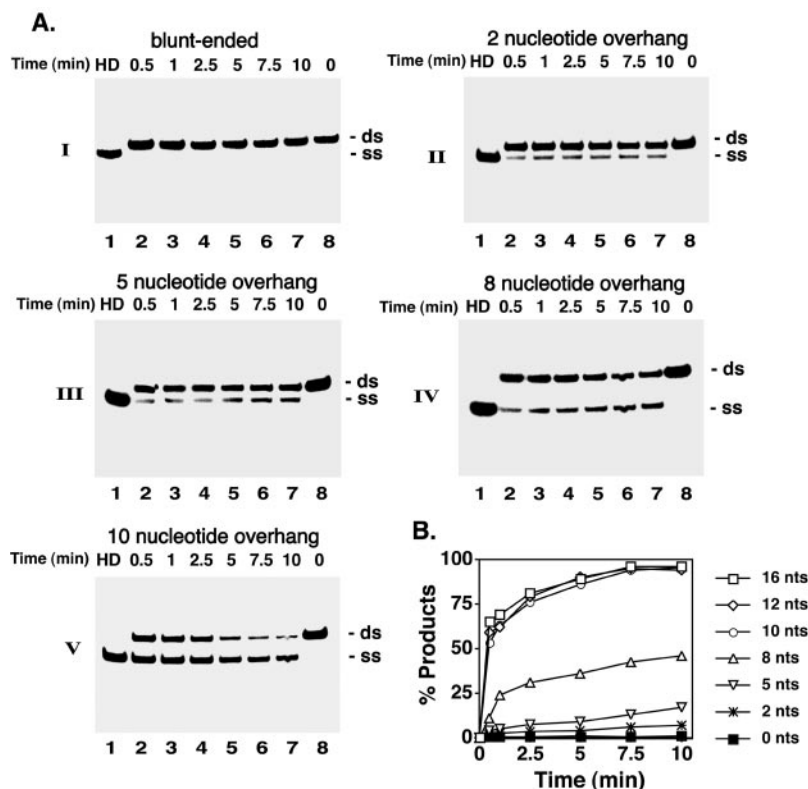 A.
blunt-ended
Time (min) HD 0.5 1 2.5 5 7.5 10 0
I
- ds
- ss
1 2 3 4 5 6 7 8
2 nucleotide overhang
Time (min) HD 0.5 1 2.5 5 7.5 10 0
II
- ds
- ss
1 2 3 4 5 6 7 8
5 nucleotide overhang
Time (min) HD 0.5 1 2.5 5 7.5 10 0
III
- ds
- ss
1 2 3 4 5 6 7 8
8 nucleotide overhang
Time (min) HD 0.5 1 2.5 5 7.5 10 0
IV
- ds
- ss
1 2 3 4 5 6 7 8
10 nucleotide overhang
Time (min) HD 0.5 1 2.5 5 7.5 10 0
V
- ds
- ss
1 2 3 4 5 6 7 8
B.
% Products
100
75
50
25
0
0 2.5 5 7.5 10
Time (min)
16 nts
12 nts
10 nts
8 nts
5 nts
2 nts
0 nts